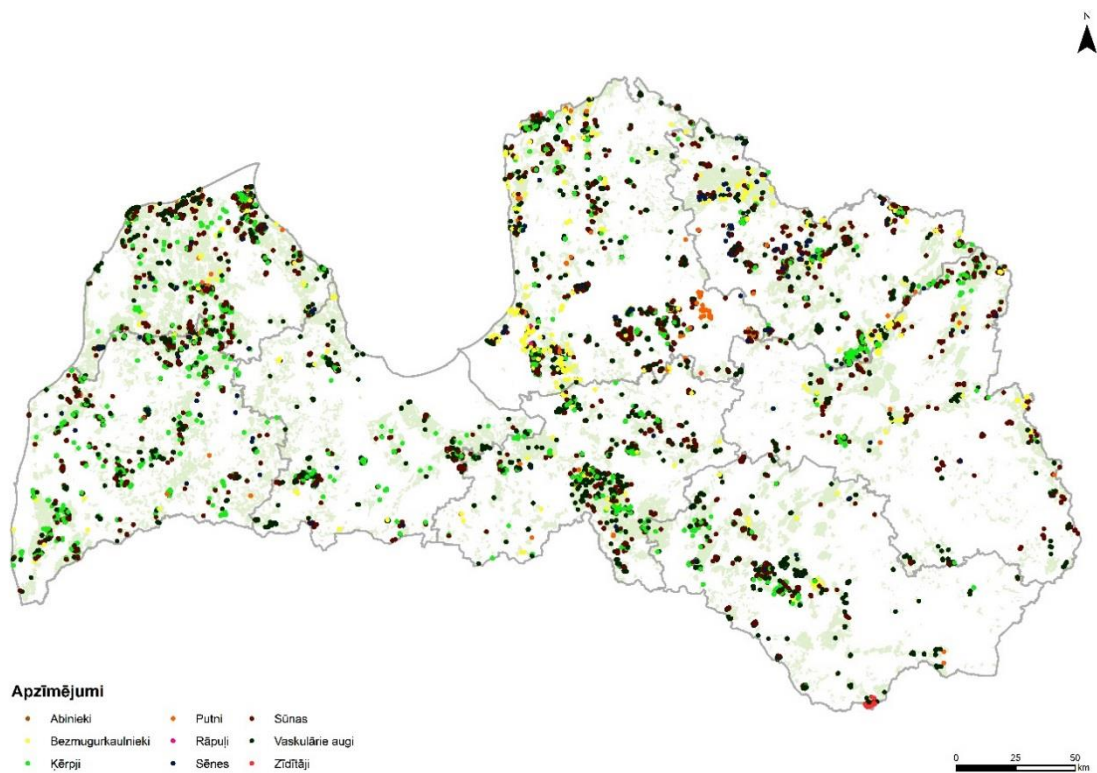 N
Apzīmējumi
Abinieki Putni Sūnas
Bezmugurkaulnieki Rāpuļi Vaskulārie augi
Ķērpji Sēnes Zīdītāji
0 25 50
km